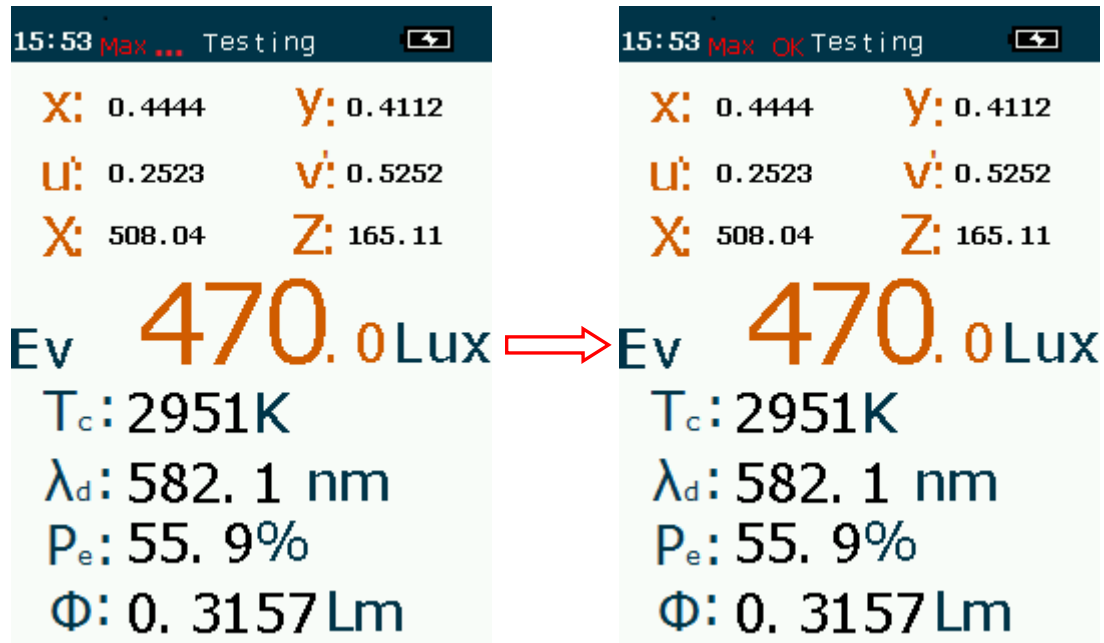 15:53 Max ... Testing
x: 0.4444 y: 0.4112
u': 0.2523 v': 0.5252
X: 508.04 Z: 165.11
Ev 470.0 Lux
Tc: 2951K
λd: 582.1 nm
Pe: 55.9%
Φ: 0.3157 Lm
15:53 Max OK Testing
x: 0.4444 y: 0.4112
u': 0.2523 v': 0.5252
X: 508.04 Z: 165.11
Ev 470.0 Lux
Tc: 2951K
λd: 582.1 nm
Pe: 55.9%
Φ: 0.3157 Lm